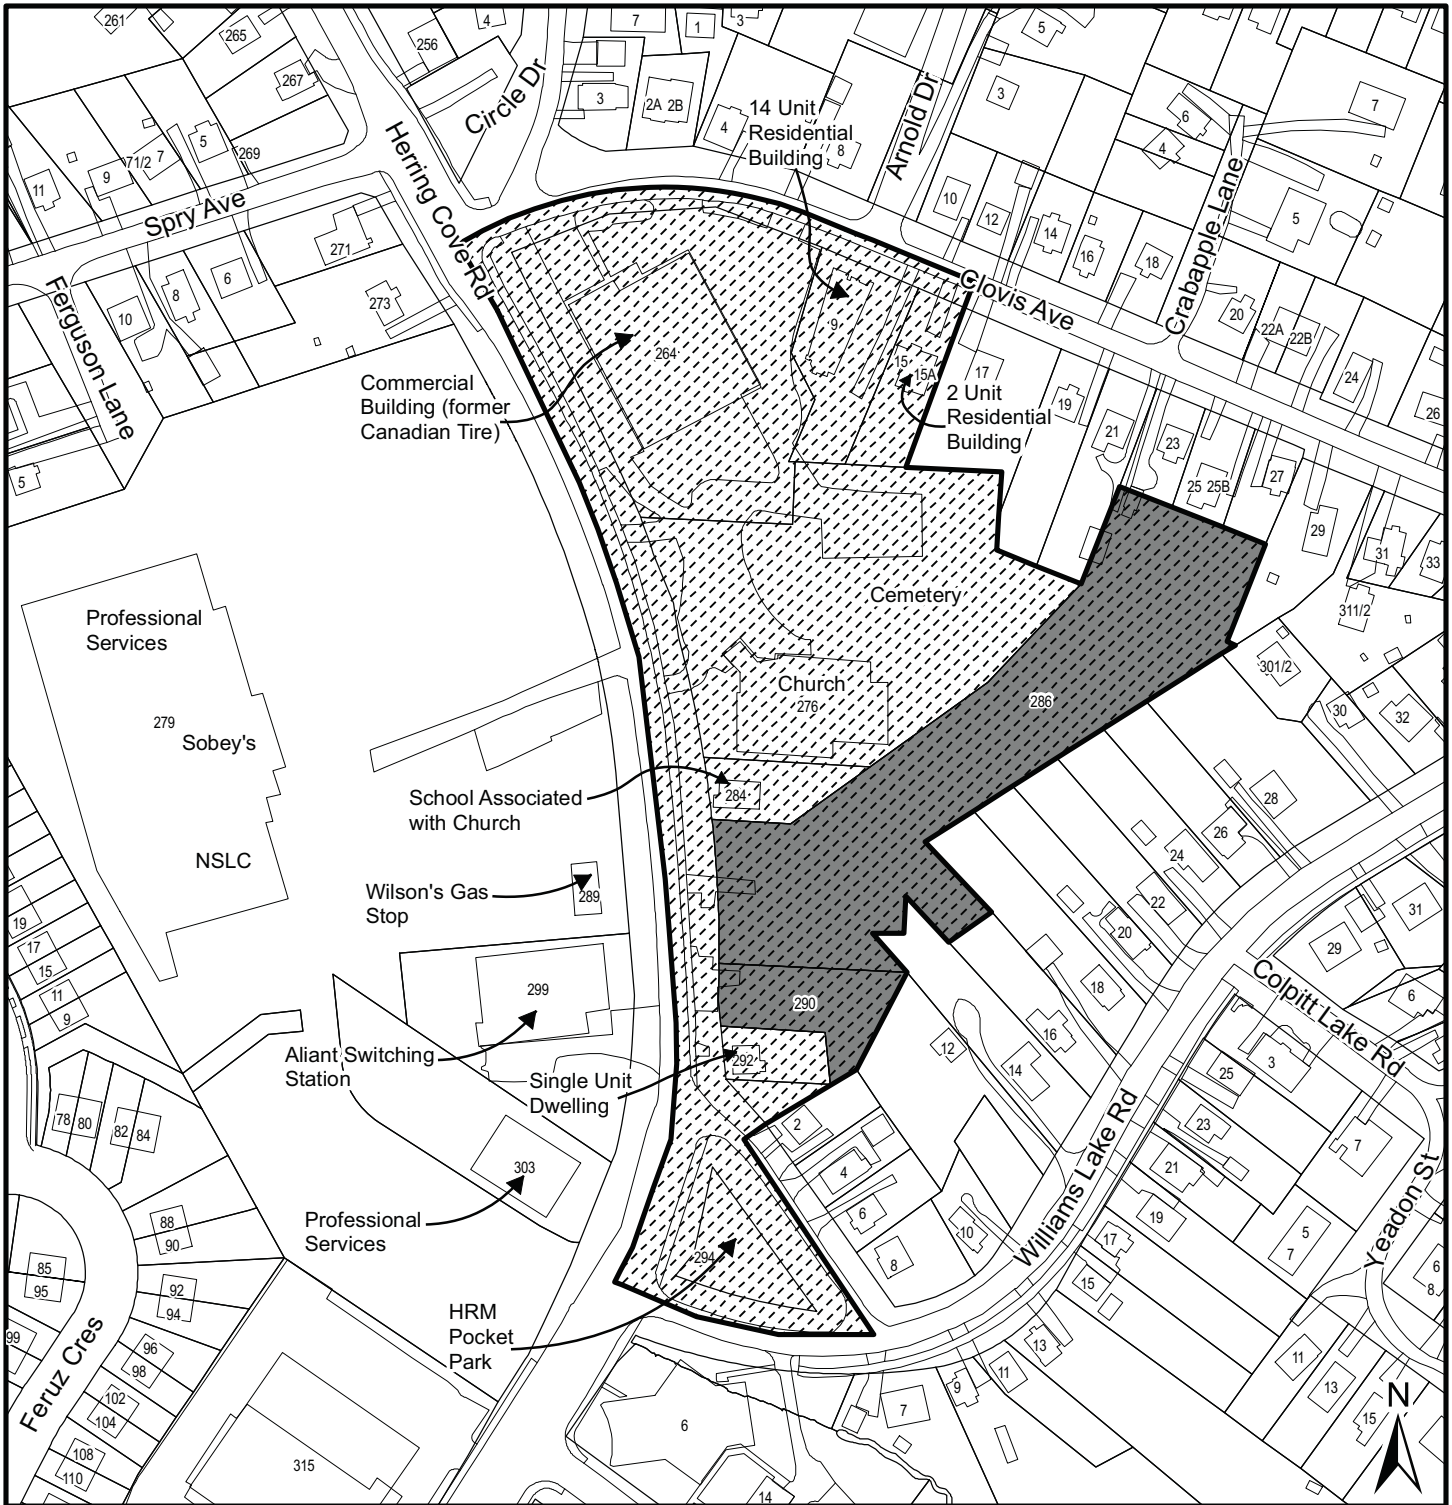 261
265
267
256
4
7
1
3
5
Circle Dr
3
2A 2B
4
14 Unit
Residential
Building
8
Arnold Dr
3
6
4
7
Crabapple Lane
5
11
9
71/2
7
5
269
Spry Ave
Herring Cove Rd
271
273
Ferguson Lane
10
8
6
5
10
12
14
16
18
20
22A
22B
24
26
Clovis Ave
264
9
15
15A
17
19
21
23
25 25B
27
29
31
33
311/2
301/2
30
32
Commercial
Building (former
Canadian Tire)
2 Unit
Residential
Building
Cemetery
Church
276
286
Professional
Services
279
Sobey's
NSLC
School Associated
with Church
284
Wilson's Gas
Stop
289
28
26
24
22
20
18
16
14
12
31
29
Colpitt Lake Rd
6
3
25
23
21
19
17
15
13
11
9
7
5
7
6
8
Yeadon St
11
13
15
290
299
Aliant Switching
Station
Single Unit
Dwelling
292
2
4
6
8
10
Williams Lake Rd
7
19
17
15
11
9
78
80
82
84
88
90
85
95
92
94
99
96
98
102
104
108
110
Feruz Cres
303
Professional
Services
294
HRM
Pocket
Park
315
6
14
N